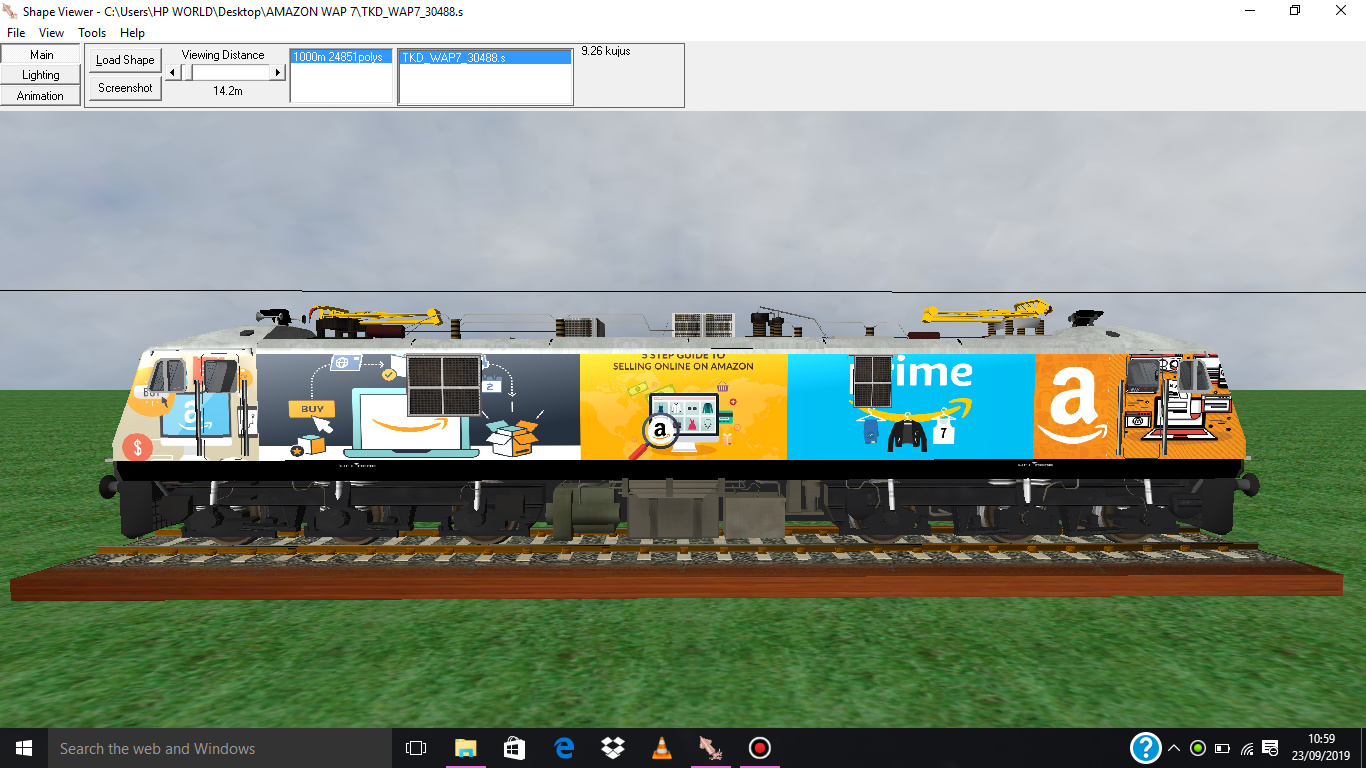 Shape Viewer - C:\Users\HP WORLD\Desktop\AMAZON WAP 7\TKD_WAP7_30488.s
File View Tools Help
Main
Lighting
Animation
Load Shape
Screenshot
Viewing Distance
14.2m
1000m 24851polys
TKD_WAP7_30488.s
9.26 kujus
BUY
a
$
BUY
2
5 STEP GUIDE TO
SELLING ONLINE ON AMAZON
a
rime
7
a
Search the web and Windows
?
10:59
23/09/2019